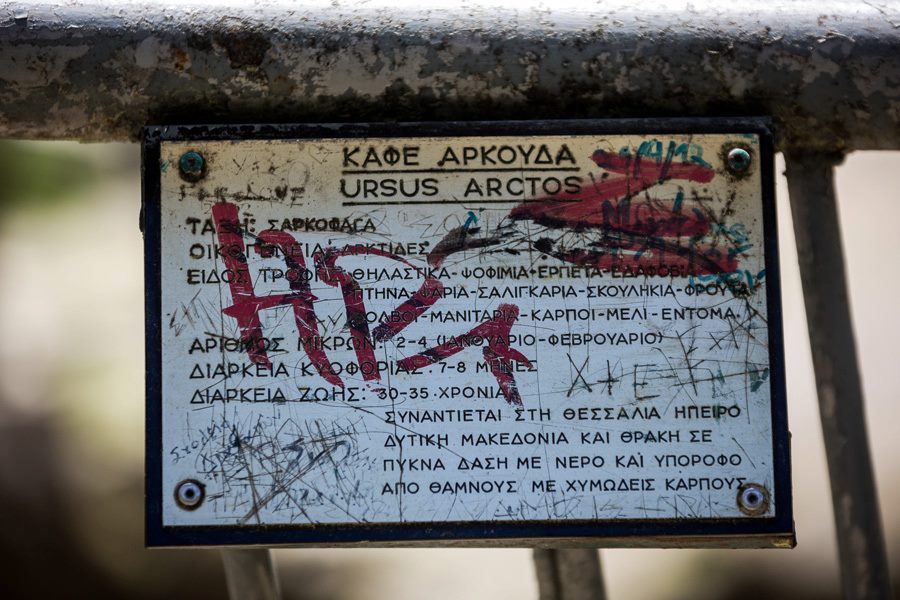 ΚΑΦΕ ΑΡΚΟΥΔΑ
URSUS ARCTOS
ΤΑΞΗ: ΣΑΡΚΟΦΑΓΑ
ΟΙΚΟΓΕΝΕΙΑ: ΑΡΚΤΙΔΕΣ
ΕΙΔΟΣ ΤΡΟΦΗΣ: ΘΗΛΑΣΤΙΚΑ-ΨΟΦΙΜΙΑ-ΕΡΠΕΤΑ-ΕΔΑΦΟΒΙΑ
ΠΤΗΝΑ-ΨΑΡΙΑ-ΣΑΛΙΓΚΑΡΙΑ-ΣΚΟΥΛΗΚΙΑ-ΦΡΟΥΤΑ
ΒΟΛΒΟΙ-ΜΑΝΙΤΑΡΙΑ-ΚΑΡΠΟΙ-ΜΕΛΙ-ΕΝΤΟΜΑ
ΑΡΙΘΜΟΣ ΜΙΚΡΩΝ: 2-4 (ΙΑΝΟΥΑΡΙΟ-ΦΕΒΡΟΥΑΡΙΟ)
ΔΙΑΡΚΕΙΑ ΚΥΟΦΟΡΙΑΣ: 7-8 ΜΗΝΕΣ
ΔΙΑΡΚΕΙΑ ΖΩΗΣ: 30-35 ΧΡΟΝΙΑ
ΣΥΝΑΝΤΙΕΤΑΙ ΣΤΗ ΘΕΣΣΑΛΙΑ ΗΠΕΙΡΟ
ΔΥΤΙΚΗ ΜΑΚΕΔΟΝΙΑ ΚΑΙ ΘΡΑΚΗ ΣΕ
ΠΥΚΝΑ ΔΑΣΗ ΜΕ ΝΕΡΟ ΚΑΙ ΥΠΟΡΟΦΟ
ΑΠΟ ΘΑΜΝΟΥΣ ΜΕ ΧΥΜΩΔΕΙΣ ΚΑΡΠΟΥΣ